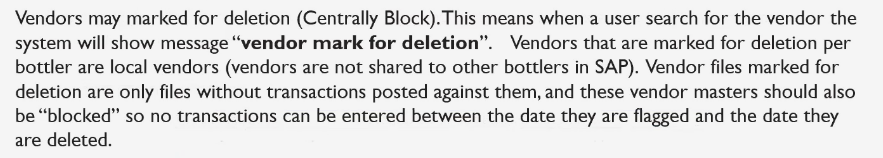 Vendors may marked for deletion (Centrally Block).This means when a user search for the vendor the
system will show message “vendor mark for deletion”.   Vendors that are marked for deletion per
bottler are local vendors (vendors are not shared to other bottlers in SAP). Vendor files marked for
deletion are only files without transactions posted against them, and these vendor masters should also
be “blocked” so no transactions can be entered between the date they are flagged and the date they
are deleted.